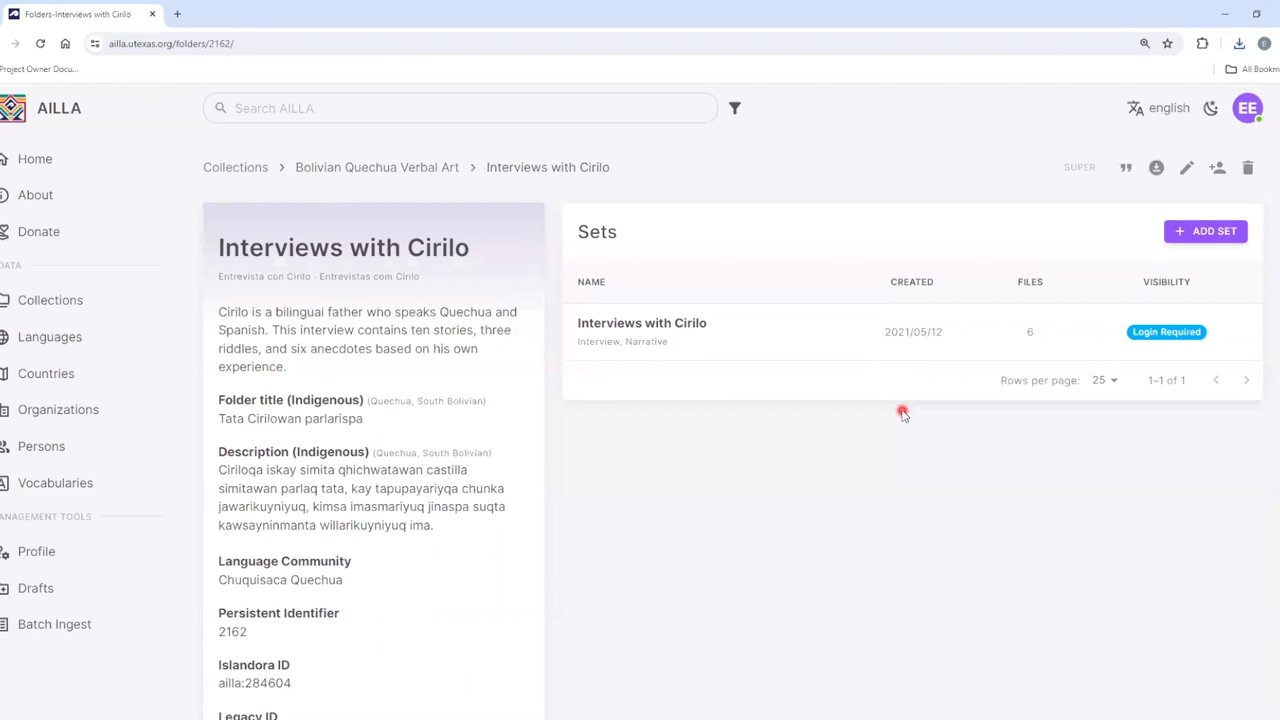 Folders-Interviews with Cirilo
ailla.utexas.org/folders/2162/
Project Owner Docu...
All Bookm
AILLA
Search AILLA
english
EE
Home
About
Donate
DATA
Collections
Languages
Countries
Organizations
Persons
Vocabularies
ANAGEMENT TOOLS
Profile
Drafts
Batch Ingest
Collections > Bolivian Quechua Verbal Art > Interviews with Cirilo
SUPER
Interviews with Cirilo
Entrevista con Cirilo · Entrevistas com Cirilo
Cirilo is a bilingual father who speaks Quechua and
Spanish. This interview contains ten stories, three
riddles, and six anecdotes based on his own
experience.
Folder title (Indigenous) (Quechua, South Bolivian)
Tata Cirilowan parlarispa
Description (Indigenous) (Quechua, South Bolivian)
Ciriloqa iskay simita qhichwatawan castilla
simitawan parlaq tata, kay tapupayariyqa chunka
jawarikuyniyuq, kimsa imasmariyuq jinaspa suqta
kawsayninmanta willarikuyniyuq ima.
Language Community
Chuquisaca Quechua
Persistent Identifier
2162
Islandora ID
ailla:284604
Legacy ID
Sets
+ ADD SET
NAME CREATED FILES VISIBILITY
Interviews with Cirilo 2021/05/12 6 Login Required
Interview, Narrative
Rows per page: 25 1–1 of 1